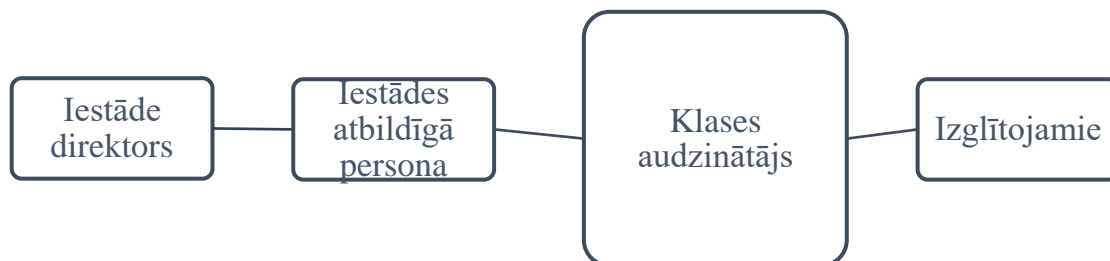 Iestāde
direktors
Iestādes
atbildīgā
persona
Klases
audzinātājs
Izglītojamie